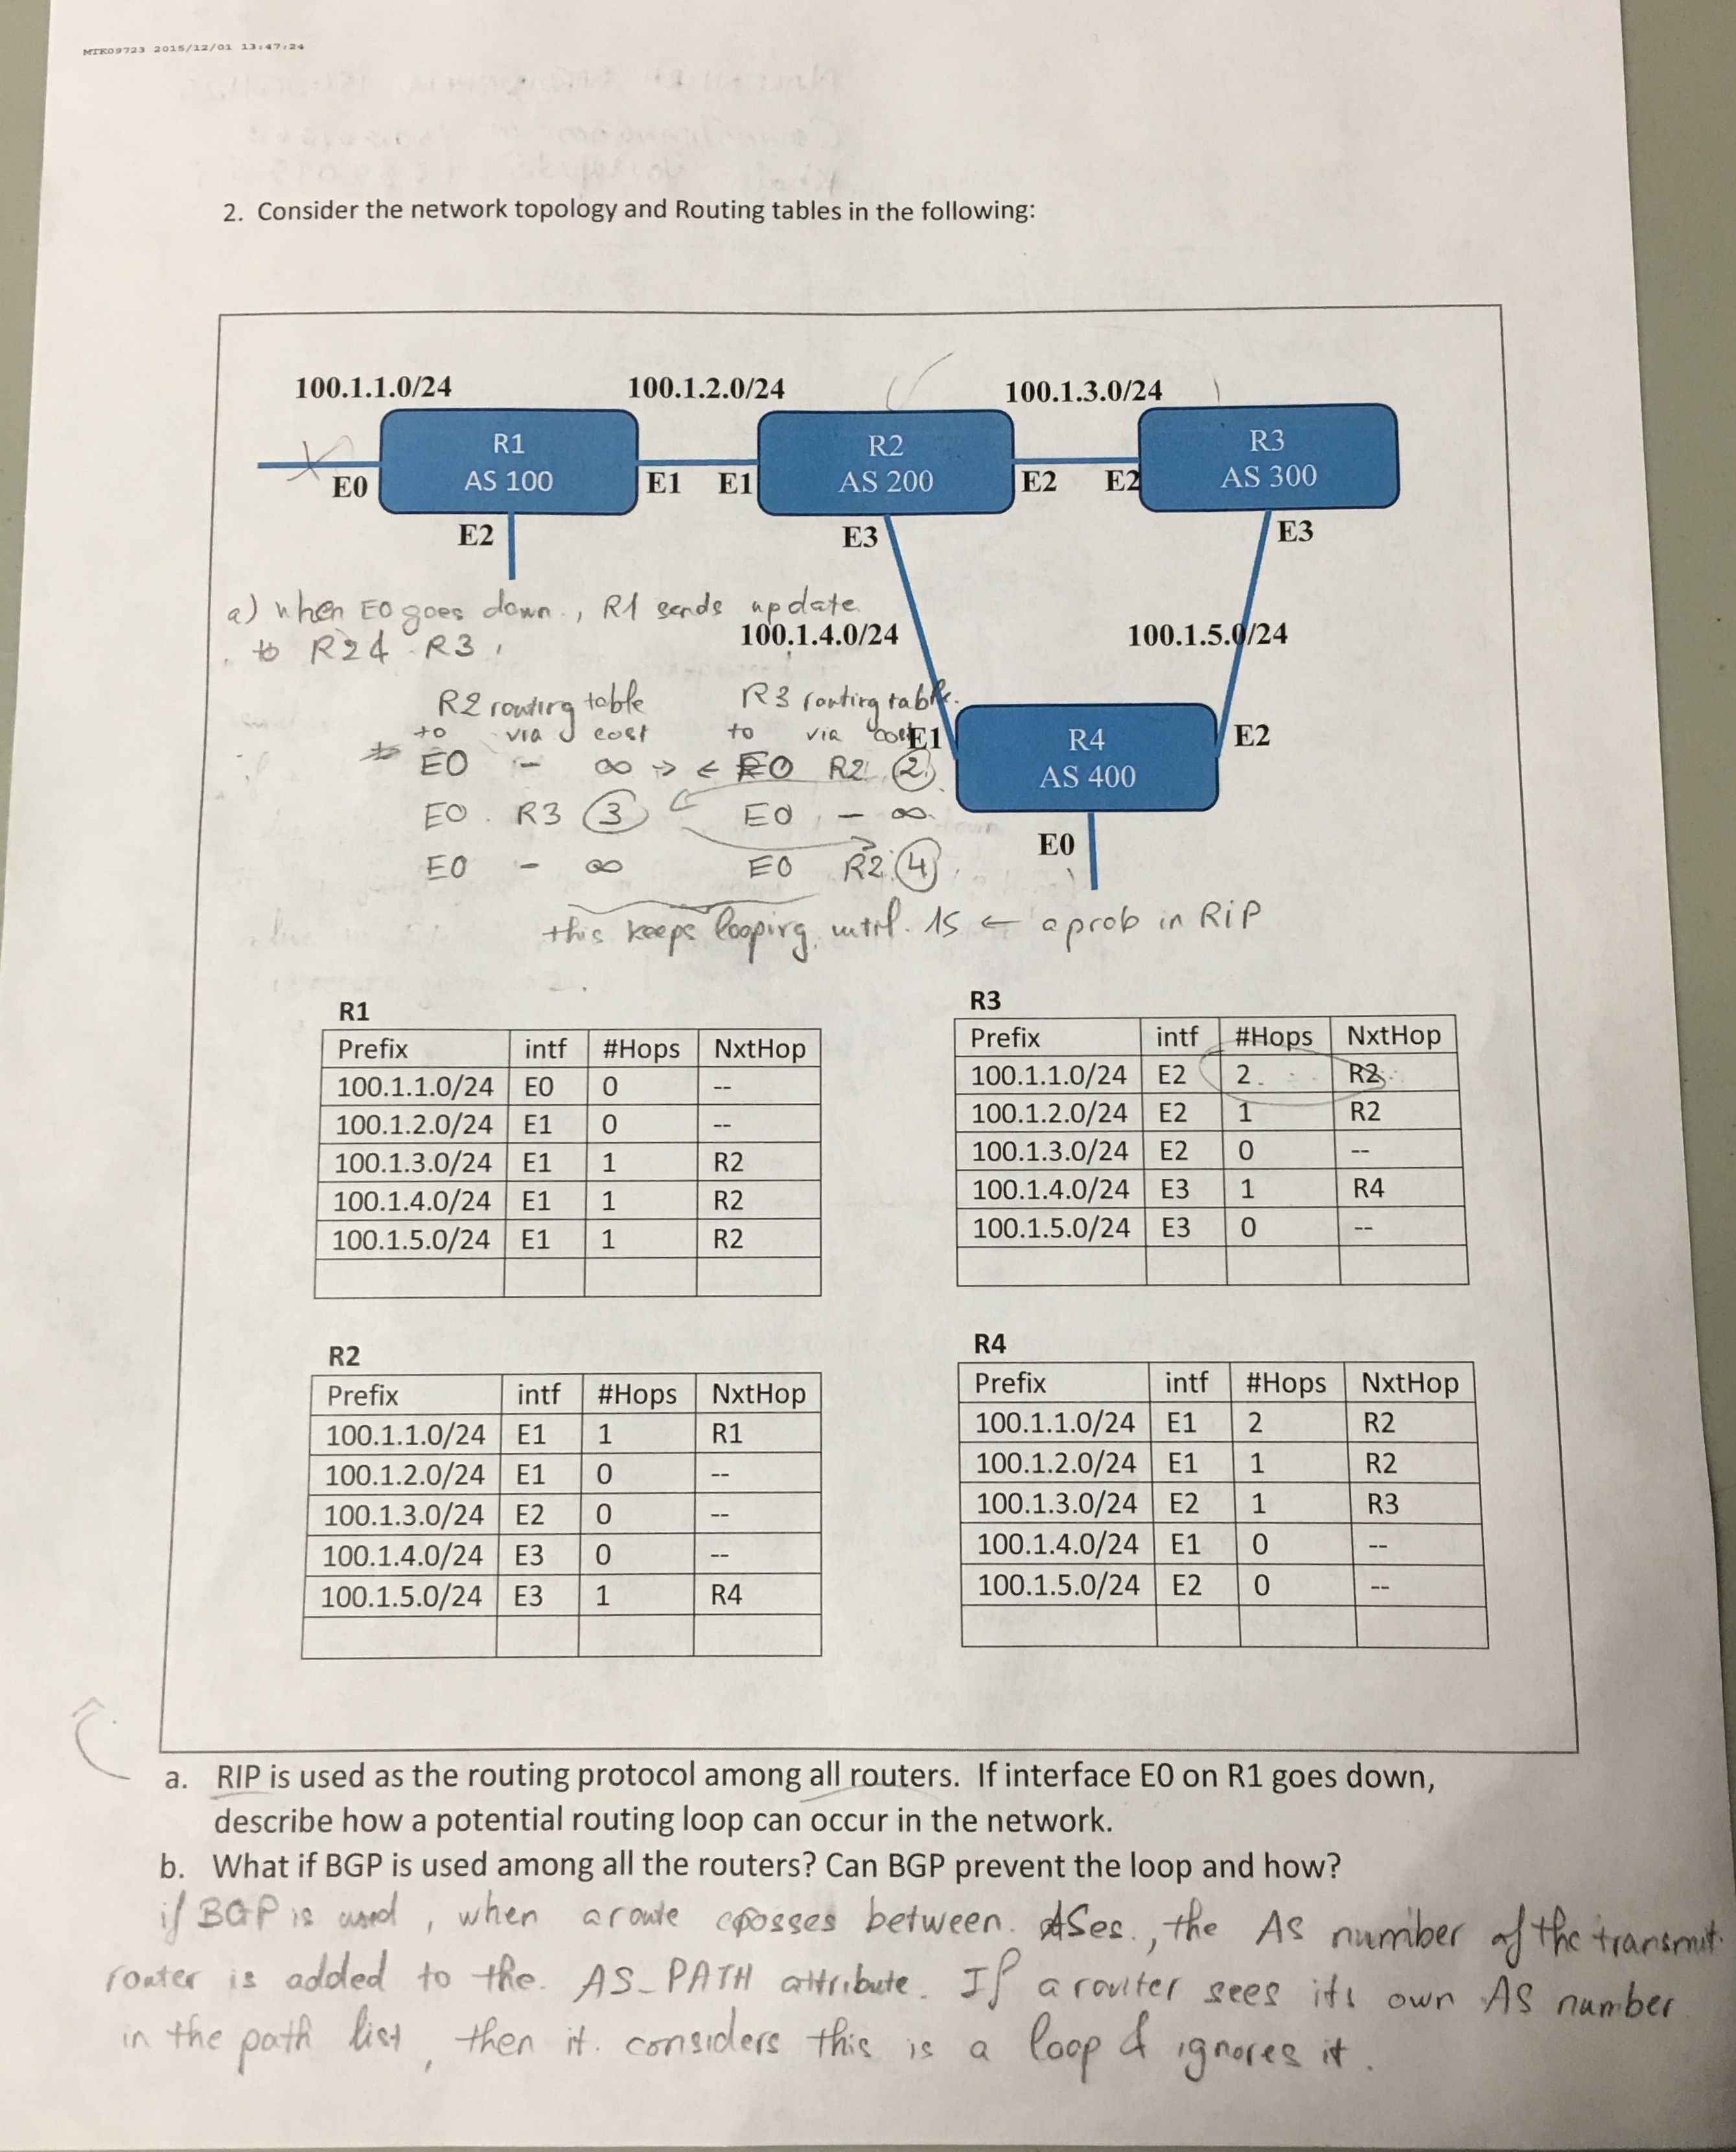 MTK09723 2015/12/01 13:47:24
2. Consider the network topology and Routing tables in the following:
100.1.1.0/24 100.1.2.0/24 100.1.3.0/24
R1 R2 R3
AS 100 AS 200 AS 300
E0 E1 E1 E2 E2
E2 E3 E3
a) when E0 goes down, R1 sends update
to R2 & R3,
100.1.4.0/24 100.1.5.0/24
R2 routing table R3 routing table.
to via cost to via cost
E1 R4 E2
AS 400
E0 - ∞ → ← E0 R2 2
E0 R3 3 E0 - ∞
E0 - ∞ E0 R2 4
E0
this keeps looping until 15 ← a prob in RiP
R1
Prefix intf #Hops NxtHop
100.1.1.0/24 E0 0 --
100.1.2.0/24 E1 0 --
100.1.3.0/24 E1 1 R2
100.1.4.0/24 E1 1 R2
100.1.5.0/24 E1 1 R2
R3
Prefix intf #Hops NxtHop
100.1.1.0/24 E2 2 R2
100.1.2.0/24 E2 1 R2
100.1.3.0/24 E2 0 --
100.1.4.0/24 E3 1 R4
100.1.5.0/24 E3 0 --
R2
Prefix intf #Hops NxtHop
100.1.1.0/24 E1 1 R1
100.1.2.0/24 E1 0 --
100.1.3.0/24 E2 0 --
100.1.4.0/24 E3 0 --
100.1.5.0/24 E3 1 R4
R4
Prefix intf #Hops NxtHop
100.1.1.0/24 E1 2 R2
100.1.2.0/24 E1 1 R2
100.1.3.0/24 E2 1 R3
100.1.4.0/24 E1 0 --
100.1.5.0/24 E2 0 --
a. RIP is used as the routing protocol among all routers. If interface E0 on R1 goes down,
describe how a potential routing loop can occur in the network.
b. What if BGP is used among all the routers? Can BGP prevent the loop and how?
if BGP is used, when a route crosses between ASes, the AS number of the transmit
router is added to the AS_PATH attribute. If a router sees its own AS number
in the path list, then it considers this is a loop & ignores it.